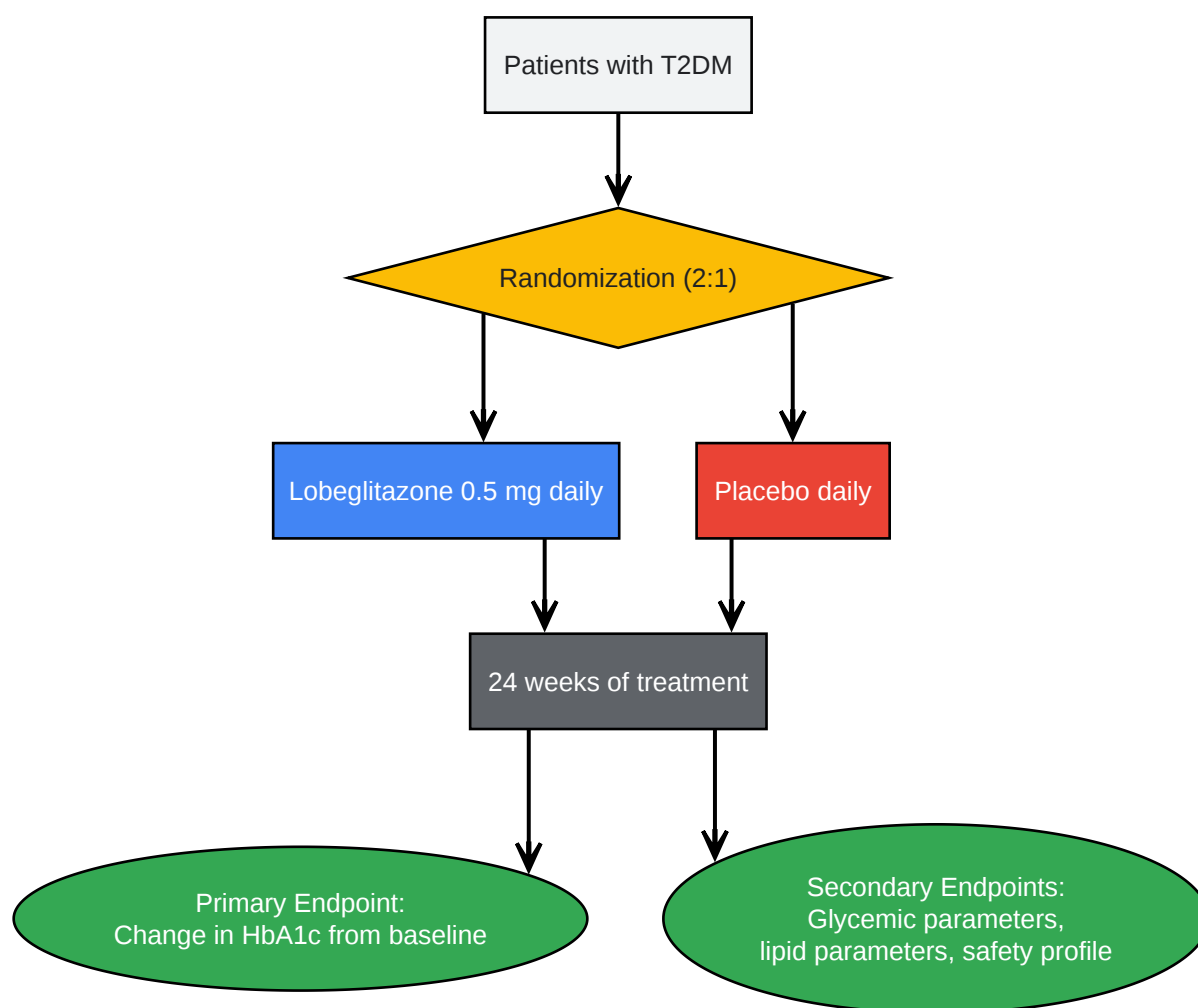 Patients with T2DM
Randomization (2:1)
Lobeglitazone 0.5 mg daily
Placebo daily
24 weeks of treatment
Primary Endpoint:
Change in HbA1c from baseline
Secondary Endpoints:
Glycemic parameters,
lipid parameters, safety profile